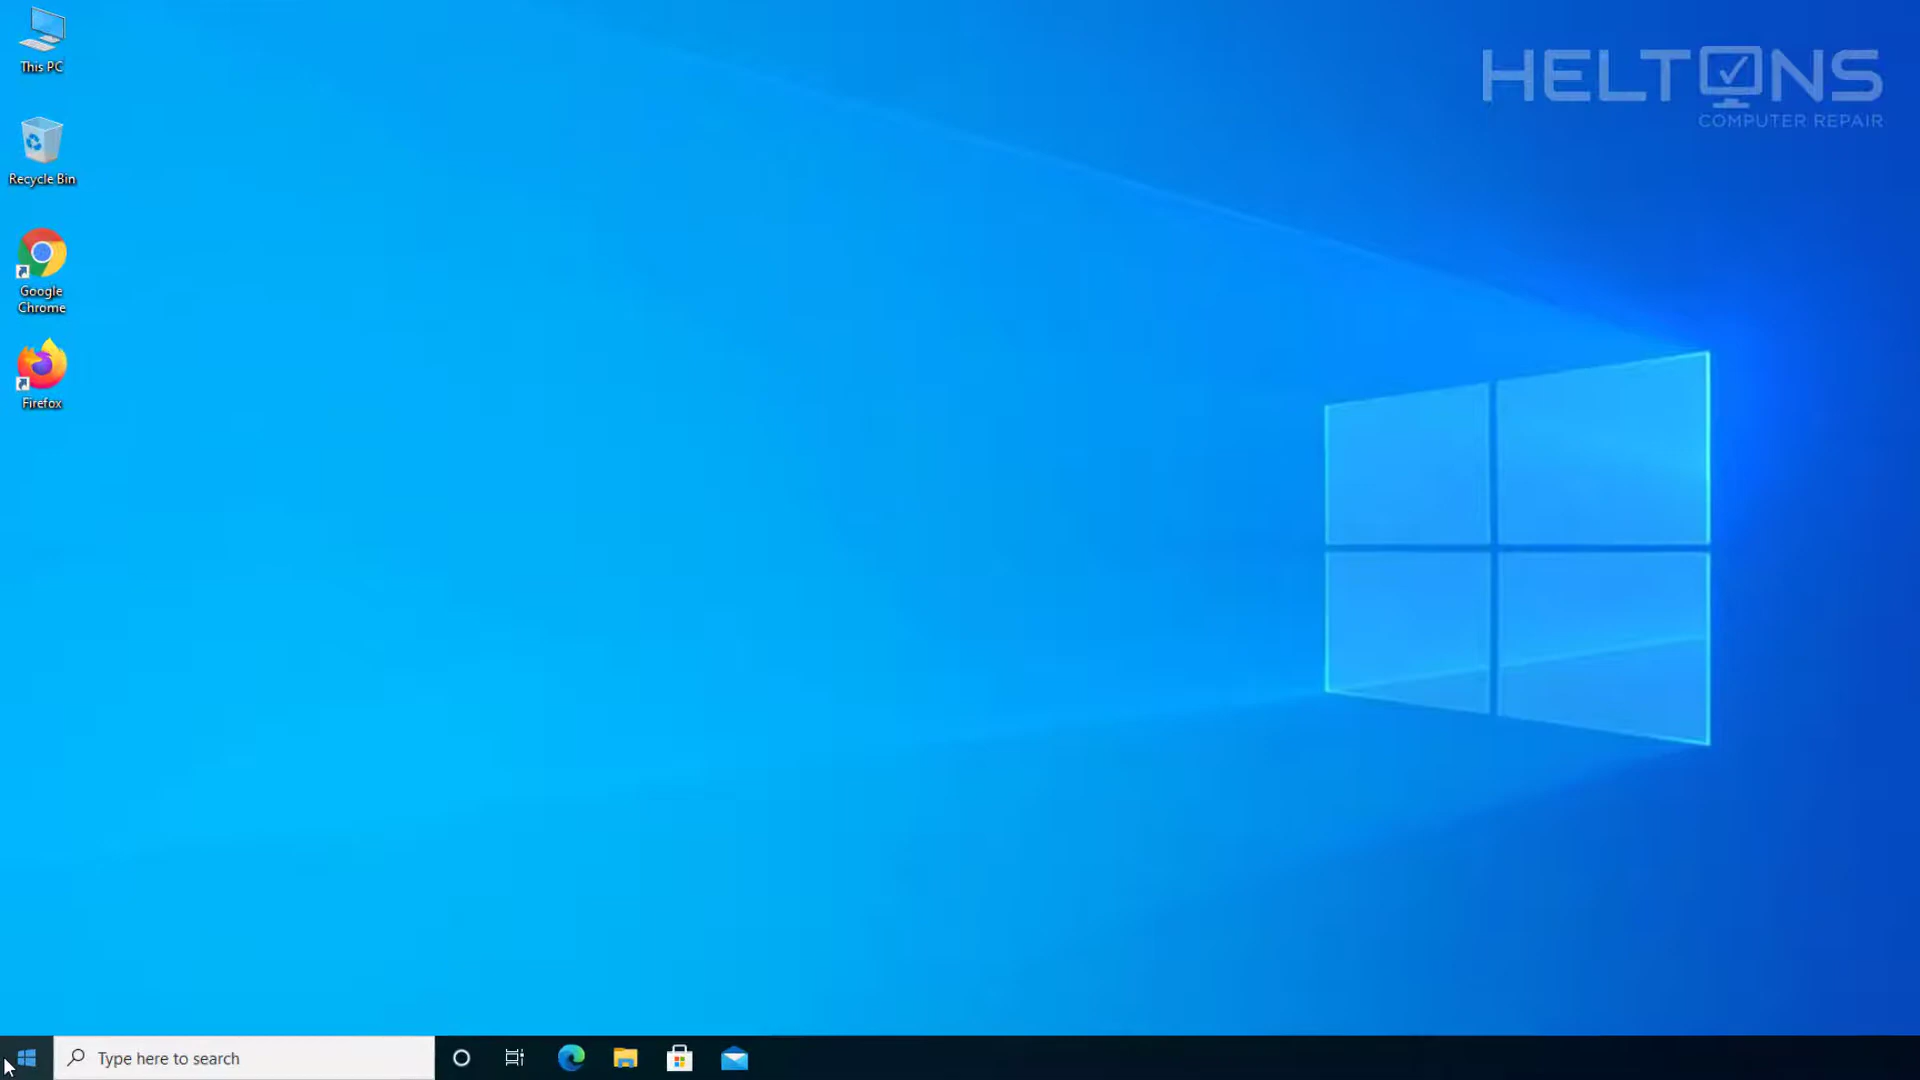 This PC
HELTONS
COMPUTER REPAIR
Recycle Bin
Google
Chrome
Firefox
Type here to search